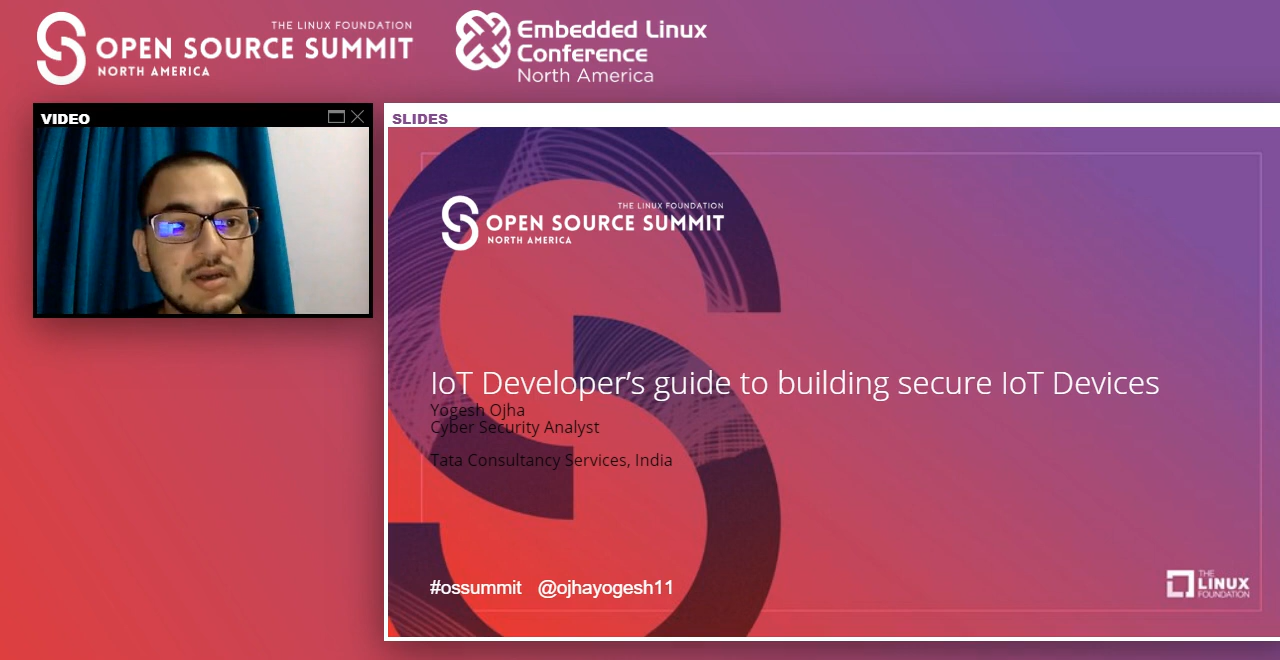 THE LINUX FOUNDATION
OPEN SOURCE SUMMIT
NORTH AMERICA
Embedded Linux
Conference
North America
VIDEO
SLIDES
THE LINUX FOUNDATION
OPEN SOURCE SUMMIT
NORTH AMERICA
IoT Developer’s guide to building secure IoT Devices
Yogesh Ojha
Cyber Security Analyst
Tata Consultancy Services, India
#ossummit @ojhayogesh11
THE
LINUX
FOUNDATION